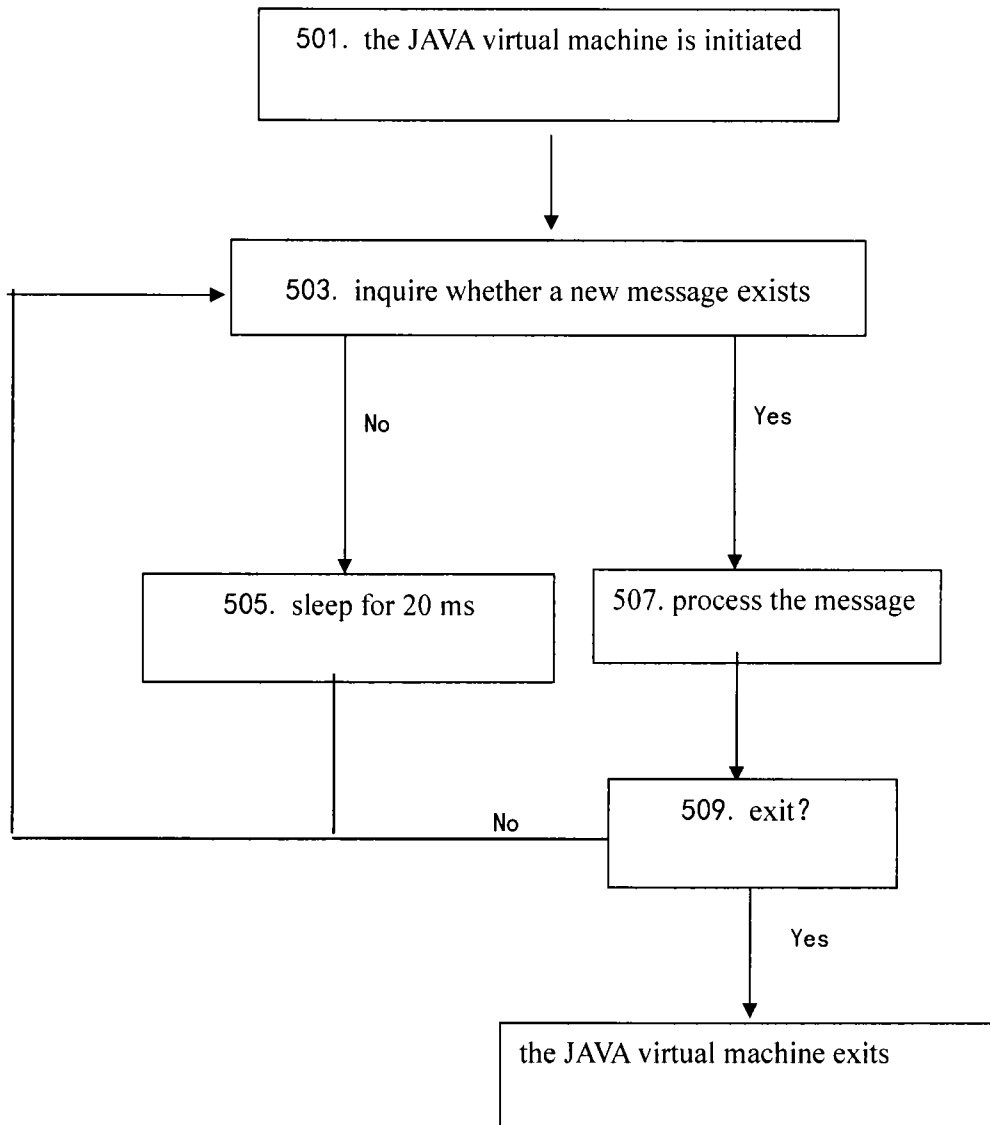 501. the JAVA virtual machine is initiated
503. inquire whether a new message exists
No
Yes
505. sleep for 20 ms
507. process the message
509. exit?
No
Yes
the JAVA virtual machine exits